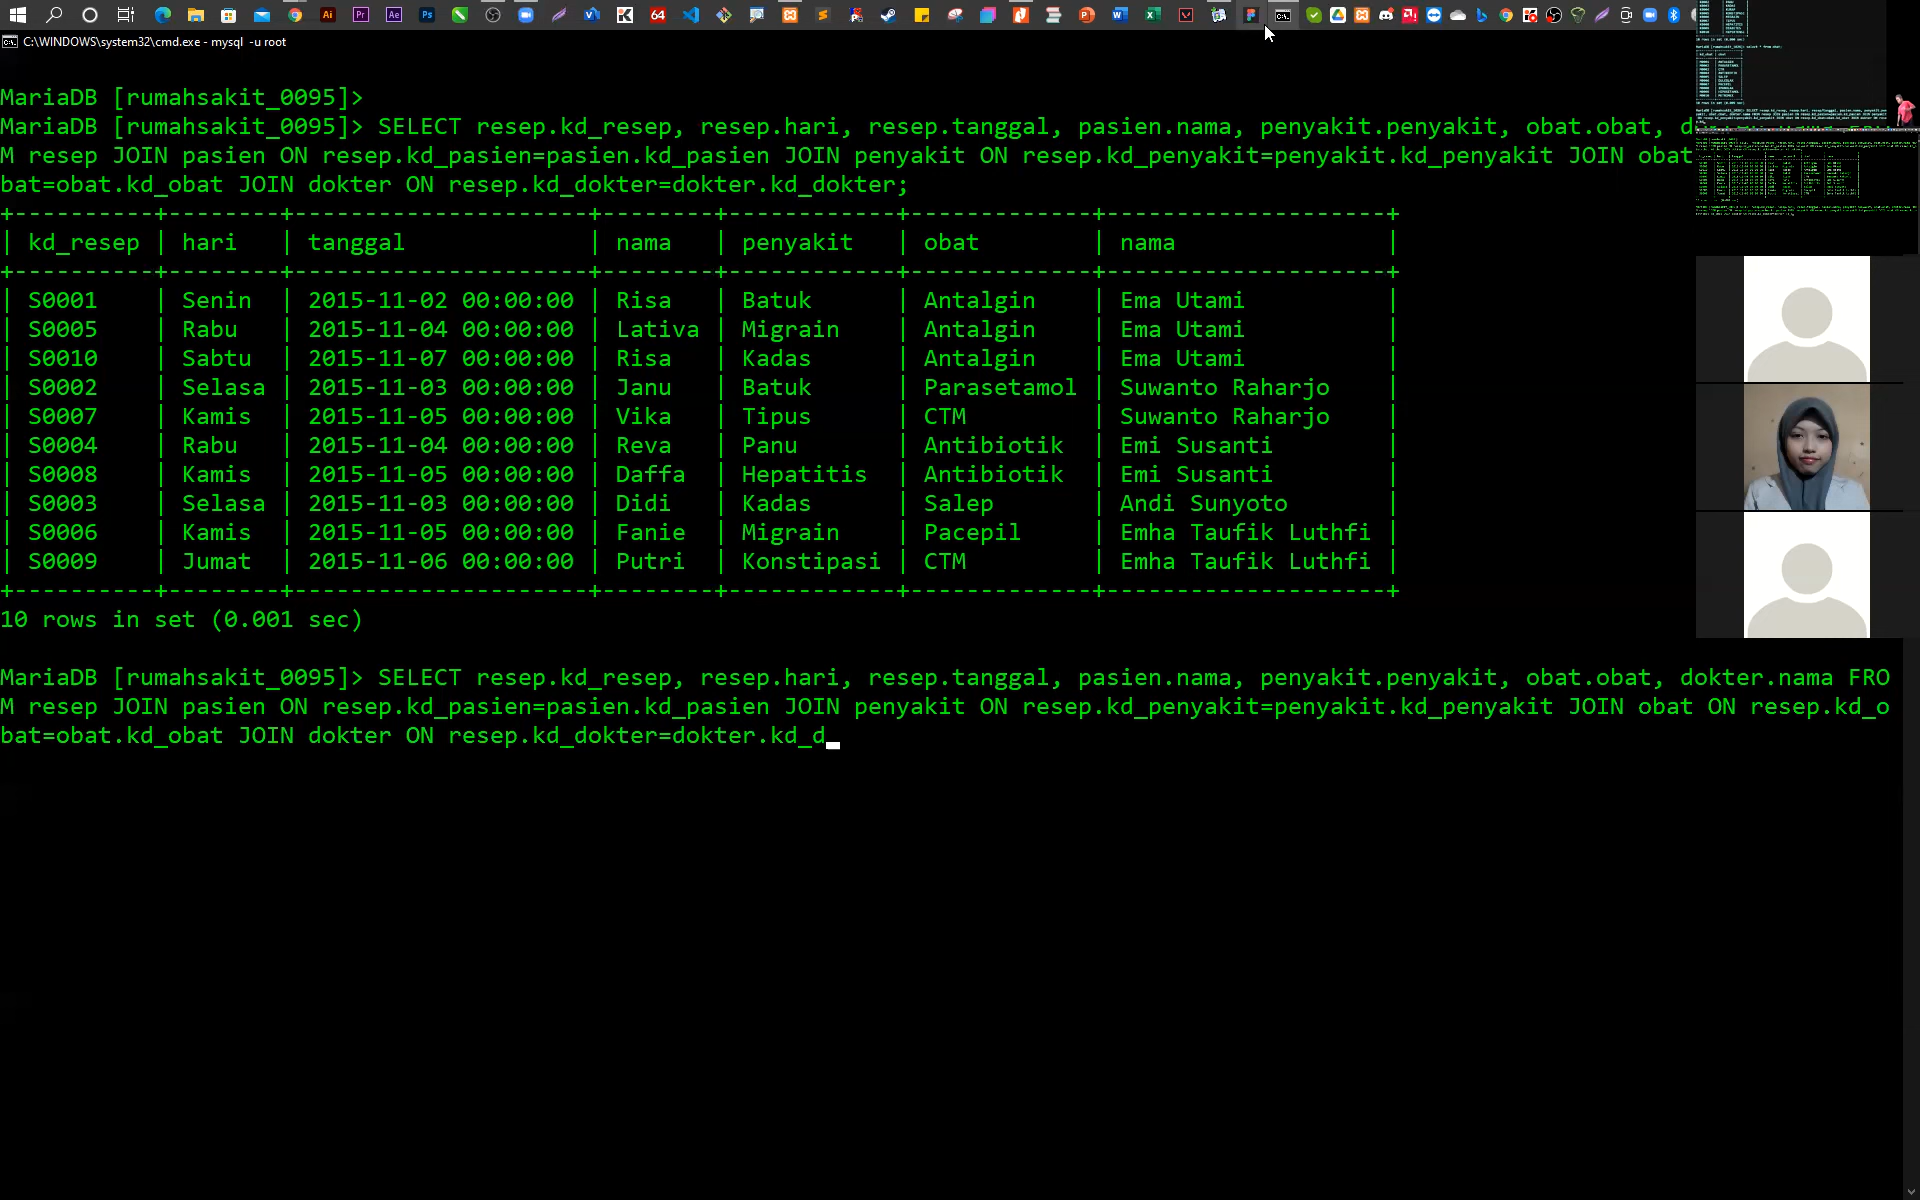 C:\WINDOWS\system32\cmd.exe - mysql -u root
MariaDB [rumahsakit_0095]>
MariaDB [rumahsakit_0095]> SELECT resep.kd_resep, resep.hari, resep.tanggal, pasien.nama, penyakit.penyakit, obat.obat, d
M resep JOIN pasien ON resep.kd_pasien=pasien.kd_pasien JOIN penyakit ON resep.kd_penyakit=penyakit.kd_penyakit JOIN obat
bat=obat.kd_obat JOIN dokter ON resep.kd_dokter=dokter.kd_dokter;
+----------+--------+---------------------+--------+------------+-------------+--------------------+
| kd_resep | hari   | tanggal             | nama   | penyakit   | obat        | nama               |
+----------+--------+---------------------+--------+------------+-------------+--------------------+
| S0001    | Senin  | 2015-11-02 00:00:00 | Risa   | Batuk      | Antalgin    | Ema Utami          |
| S0005    | Rabu   | 2015-11-04 00:00:00 | Lativa | Migrain    | Antalgin    | Ema Utami          |
| S0010    | Sabtu  | 2015-11-07 00:00:00 | Risa   | Kadas      | Antalgin    | Ema Utami          |
| S0002    | Selasa | 2015-11-03 00:00:00 | Janu   | Batuk      | Parasetamol | Suwanto Raharjo    |
| S0007    | Kamis  | 2015-11-05 00:00:00 | Vika   | Tipus      | CTM         | Suwanto Raharjo    |
| S0004    | Rabu   | 2015-11-04 00:00:00 | Reva   | Panu       | Antibiotik  | Emi Susanti        |
| S0008    | Kamis  | 2015-11-05 00:00:00 | Daffa  | Hepatitis  | Antibiotik  | Emi Susanti        |
| S0003    | Selasa | 2015-11-03 00:00:00 | Didi   | Kadas      | Salep       | Andi Sunyoto       |
| S0006    | Kamis  | 2015-11-05 00:00:00 | Fanie  | Migrain    | Pacepil     | Emha Taufik Luthfi |
| S0009    | Jumat  | 2015-11-06 00:00:00 | Putri  | Konstipasi | CTM         | Emha Taufik Luthfi |
+----------+--------+---------------------+--------+------------+-------------+--------------------+
10 rows in set (0.001 sec)
MariaDB [rumahsakit_0095]> SELECT resep.kd_resep, resep.hari, resep.tanggal, pasien.nama, penyakit.penyakit, obat.obat, dokter.nama FRO
M resep JOIN pasien ON resep.kd_pasien=pasien.kd_pasien JOIN penyakit ON resep.kd_penyakit=penyakit.kd_penyakit JOIN obat ON resep.kd_o
bat=obat.kd_obat JOIN dokter ON resep.kd_dokter=dokter.kd_d